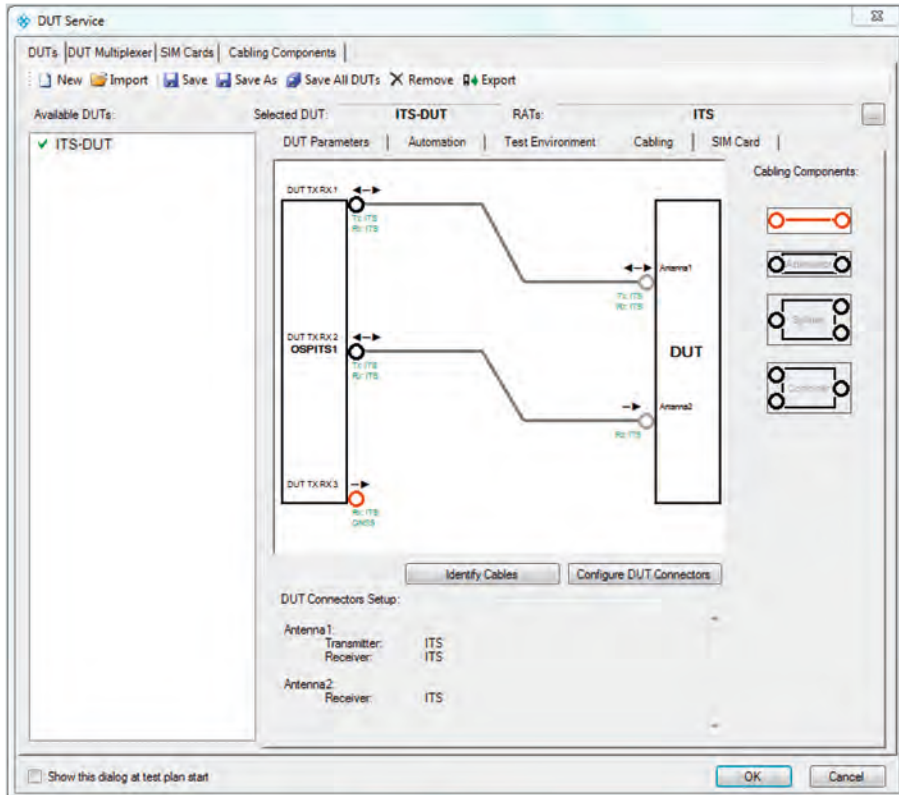 DUT Service
DUTs DUT Multiplexer SIM Cards Cabling Components
New Import Save Save As Save All DUTs Remove Export
Available DUTs: Selected DUT: ITS-DUT RATs: ITS ...
ITS-DUT
DUT Parameters Automation Test Environment Cabling SIM Card
Cabling Components:
DUT TX RX 1
Tx: ITS
Rx: ITS
Antenna1
Tx: ITS
Rx: ITS
Attenuator
Splitter
DUT TX RX 2
OSPITS1
Tx: ITS
Rx: ITS
DUT
Combiner
Antenna2
Rx: ITS
DUT TX RX 3
Rx: ITS
GNSS
Identify Cables Configure DUT Connectors
DUT Connectors Setup:
Antenna1:
Transmitter: ITS
Receiver: ITS
Antenna2:
Receiver: ITS
Show this dialog at test plan start OK Cancel